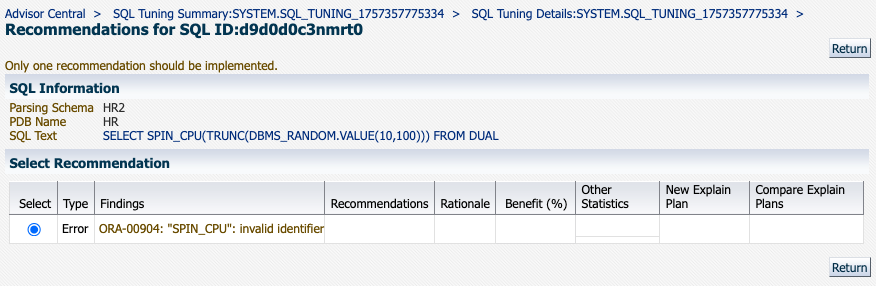 Advisor Central > SQL Tuning Summary:SYSTEM.SQL_TUNING_1757357775334 > SQL Tuning Details:SYSTEM.SQL_TUNING_1757357775334 >
Recommendations for SQL ID:d9d0d0c3nmrt0
Return
Only one recommendation should be implemented.
SQL Information
Parsing Schema HR2
PDB Name HR
SQL Text SELECT SPIN_CPU(TRUNC(DBMS_RANDOM.VALUE(10,100))) FROM DUAL
Select Recommendation
Select Type Findings Recommendations Rationale Benefit (%) Other Statistics New Explain Plan Compare Explain Plans
Error ORA-00904: "SPIN_CPU": invalid identifier
Return